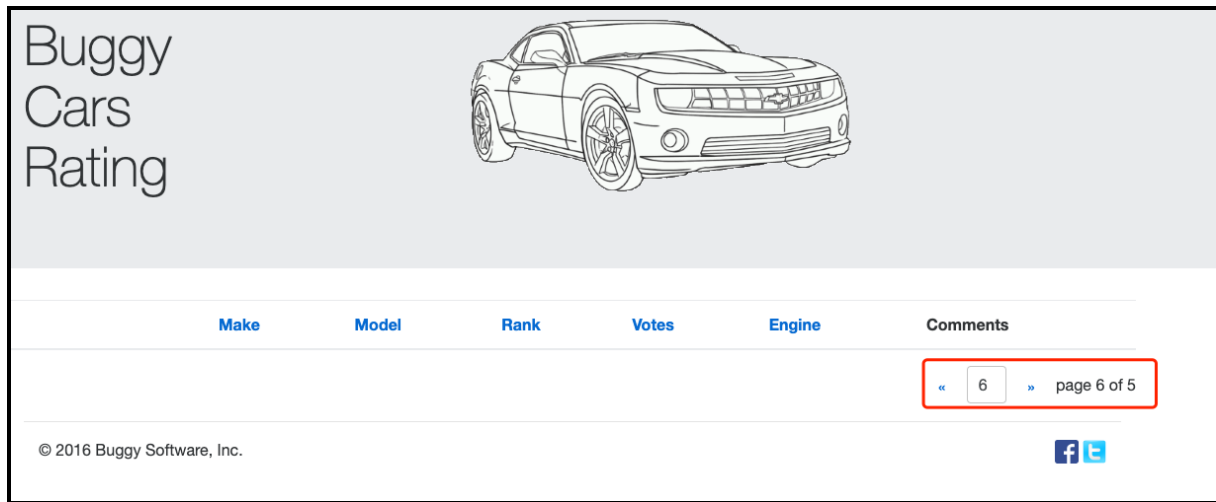 Buggy
Cars
Rating
Make Model Rank Votes Engine Comments
« 6 » page 6 of 5
© 2016 Buggy Software, Inc.